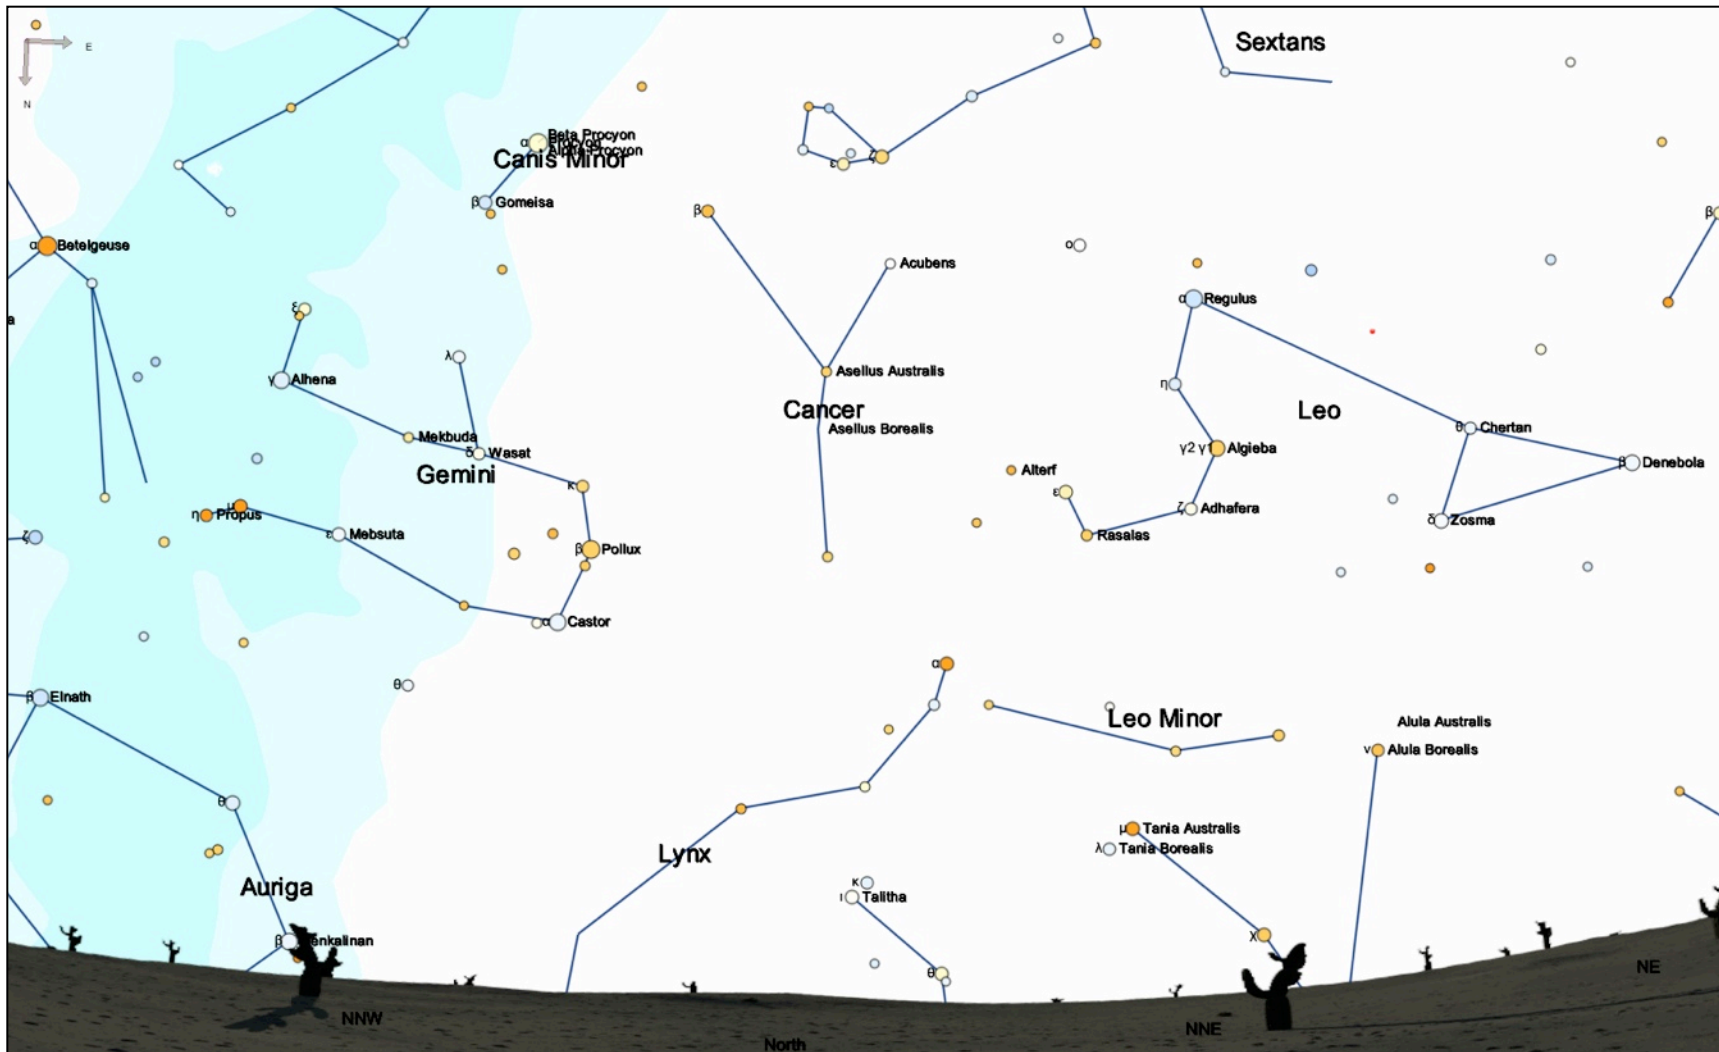 E
N
Sextans
Beta Procyon
α Procyon
Alpha Procyon
Canis Minor
ε ζ
β Gomeisa
β
β
α Betelgeuse
ο
Acubens
α Regulus
ξ
a
λ
γ Alhena
Asellus Australis
η
Cancer
Leo
Asellus Borealis
θ Chertan
Mekbuda
δ Wasat
γ2 γ1 Algieba
β Denebola
Gemini
Alterf
κ
ε
μ
η Propus
ζ Adhafera
δ Zosma
ζ
ε Mebsuta
Rasalas
β Pollux
α Castor
α
θ
β Elnath
Leo Minor
Alula Australis
ν Alula Borealis
θ
μ Tania Australis
λ Tania Borealis
Lynx
Auriga
κ
ι Talitha
χ
β enkalinan
θ
NE
NNW
NNE
North